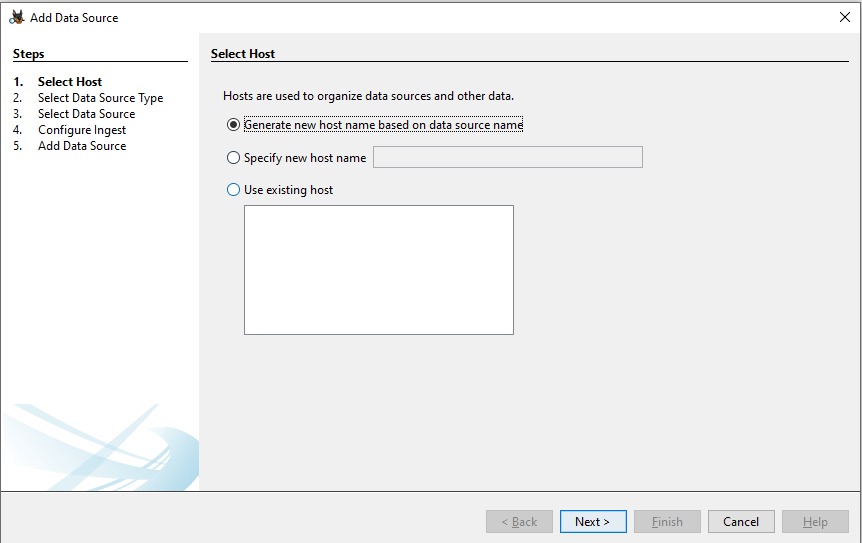 Add Data Source
Steps
1. Select Host
2. Select Data Source Type
3. Select Data Source
4. Configure Ingest
5. Add Data Source
Select Host
Hosts are used to organize data sources and other data.
Generate new host name based on data source name
Specify new host name
Use existing host
< Back
Next >
Finish
Cancel
Help